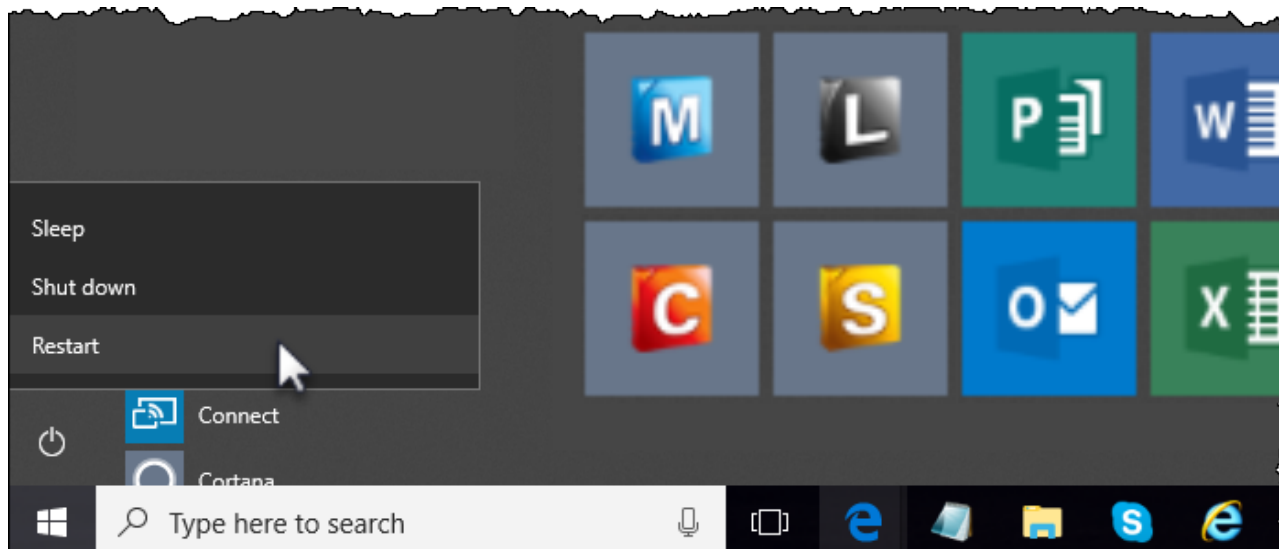 Sleep
Shut down
Restart
Connect
Cortana
Type here to search
M
L
P
W
C
S
O
X
e
S
e